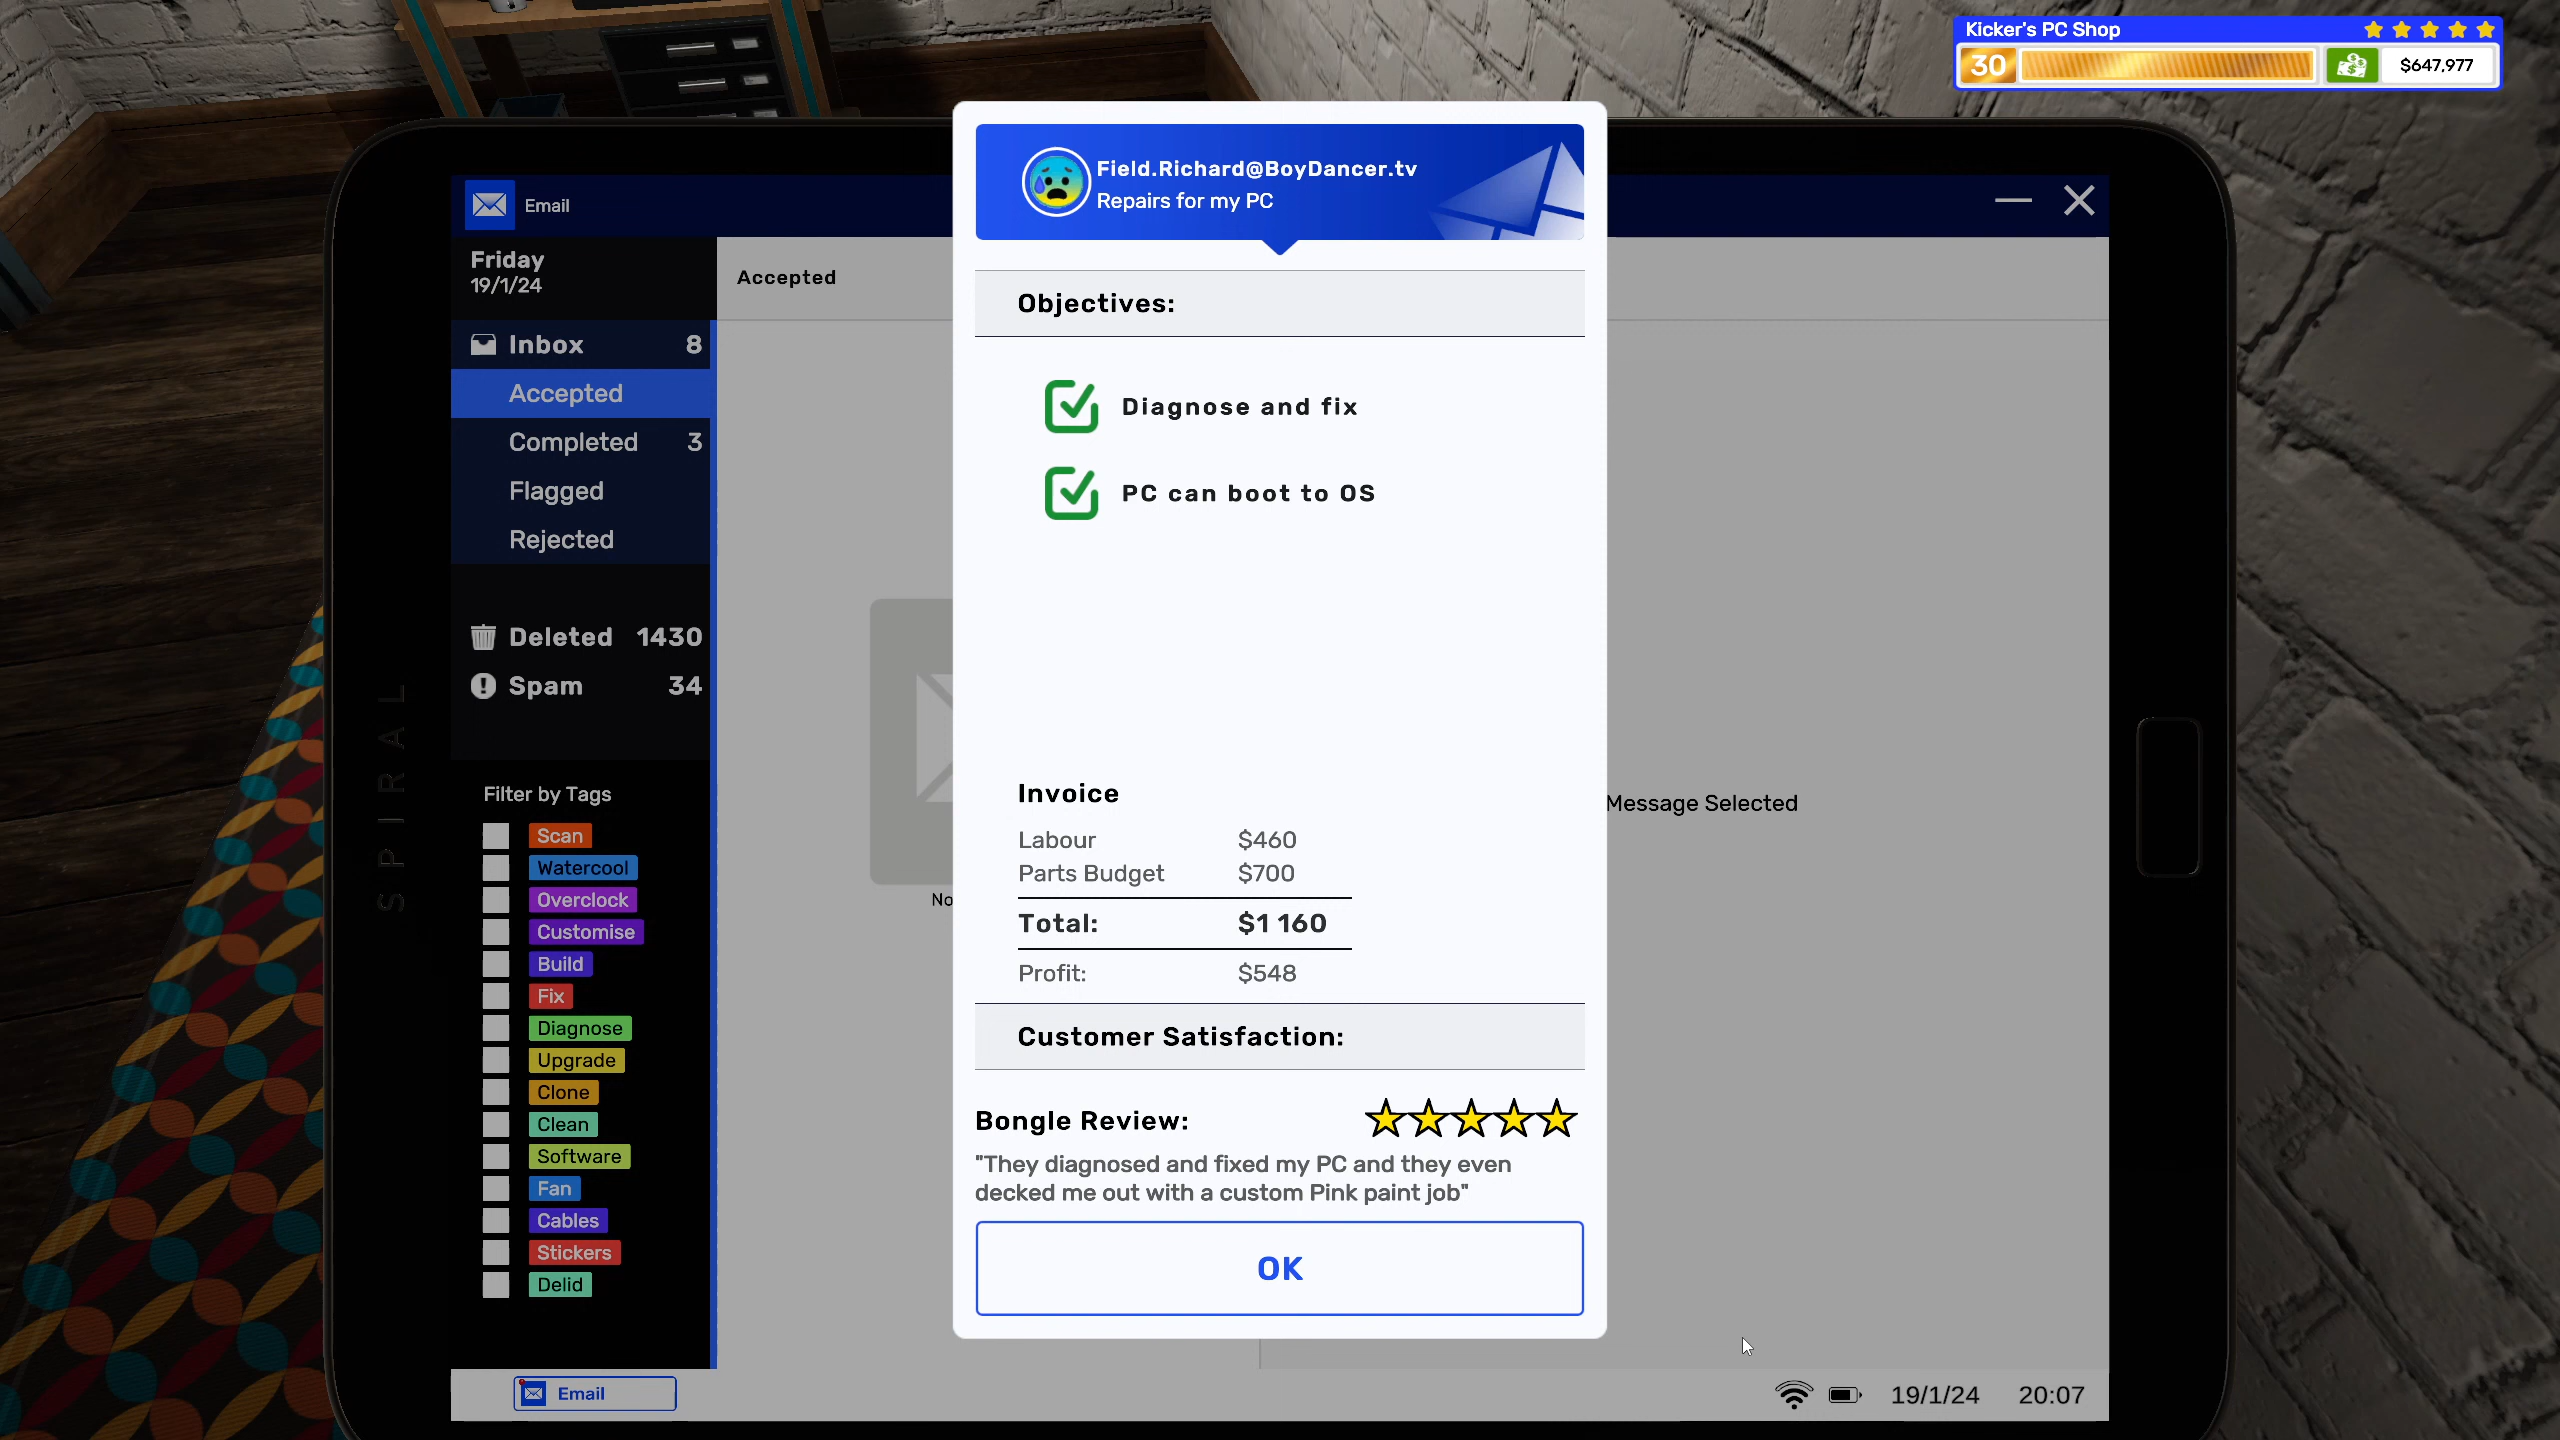 Kicker's PC Shop
30
$647,977
Email
Friday
19/1/24
Inbox 8
Accepted
Completed 3
Flagged
Rejected
Deleted 1430
Spam 34
Filter by Tags
Scan
Watercool
Overclock
Customise
Build
Fix
Diagnose
Upgrade
Clone
Clean
Software
Fan
Cables
Stickers
Delid
Accepted
No
Message Selected
Field.Richard@BoyDancer.tv
Repairs for my PC
Objectives:
Diagnose and fix
PC can boot to OS
Invoice
Labour $460
Parts Budget $700
Total: $1 160
Profit: $548
Customer Satisfaction:
Bongle Review:
"They diagnosed and fixed my PC and they even
decked me out with a custom Pink paint job"
OK
Email
19/1/24 20:07
SPIRAL